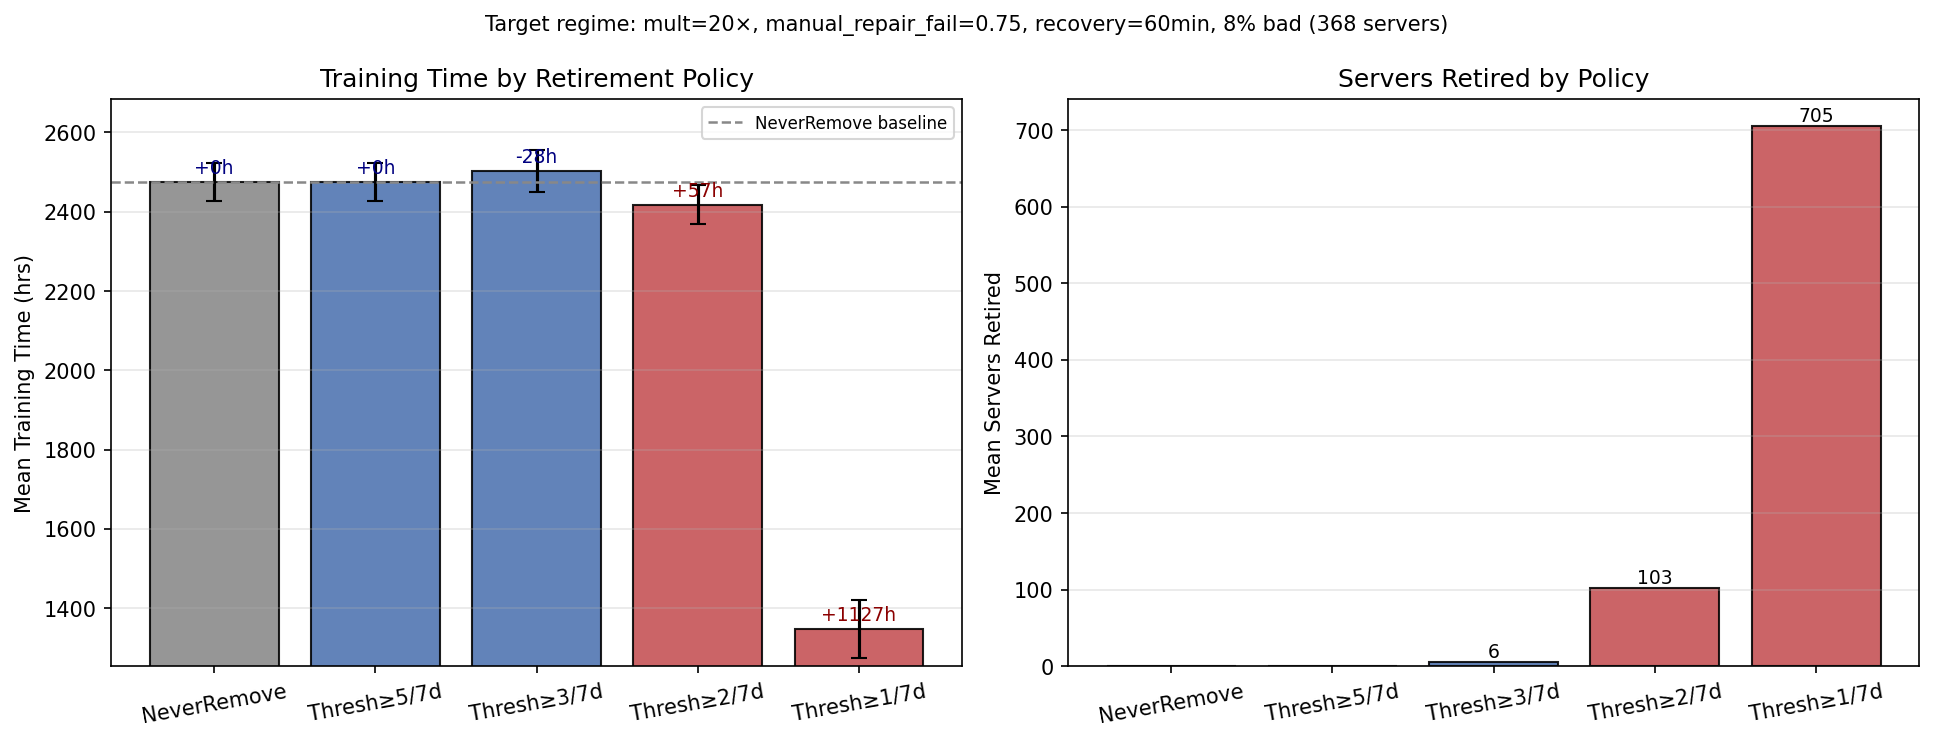 Target regime: mult=20×, manual_repair_fail=0.75, recovery=60min, 8% bad (368 servers)
Training Time by Retirement Policy
NeverRemove baseline
Mean Training Time (hrs)
2600
2400
2200
2000
1800
1600
1400
+0h
+0h
-28h
+57h
+1127h
NeverRemove
Thresh≥5/7d
Thresh≥3/7d
Thresh≥2/7d
Thresh≥1/7d
Servers Retired by Policy
Mean Servers Retired
700
600
500
400
300
200
100
0
6
103
705
NeverRemove
Thresh≥5/7d
Thresh≥3/7d
Thresh≥2/7d
Thresh≥1/7d